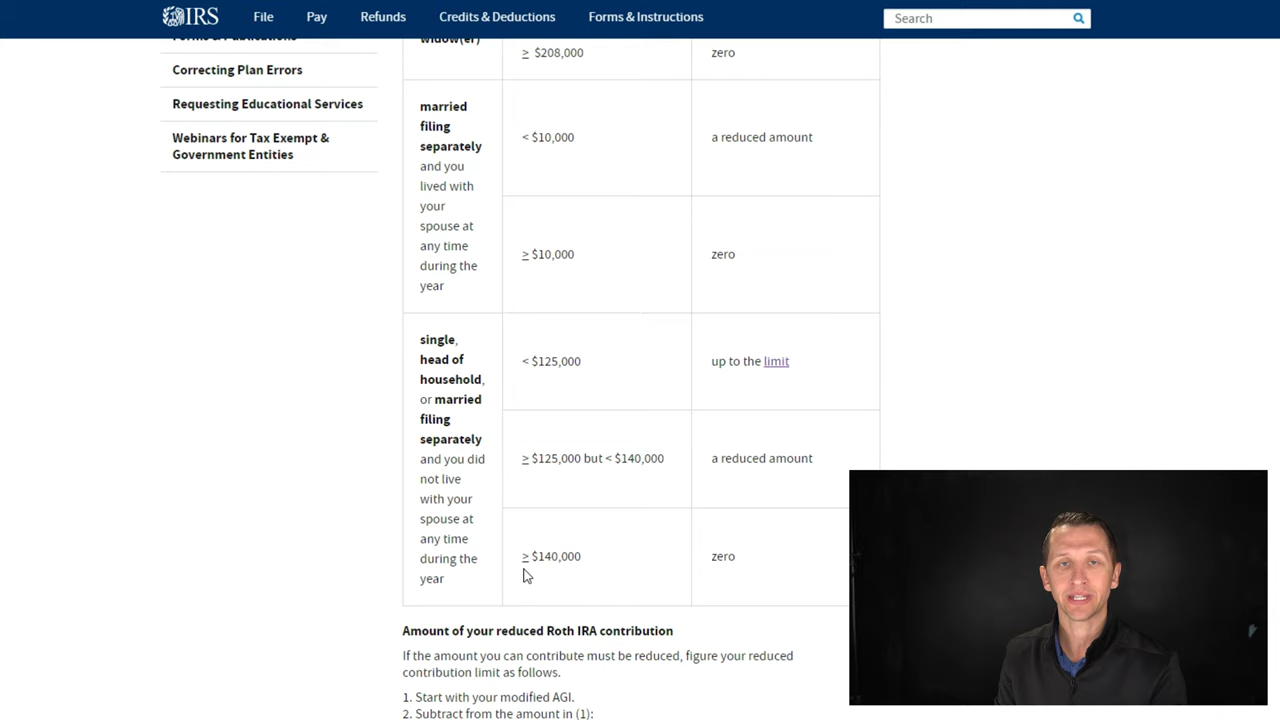 IRS
File
Pay
Refunds
Credits & Deductions
Forms & Instructions
Search
Forms & Publications
Correcting Plan Errors
Requesting Educational Services
Webinars for Tax Exempt &
Government Entities
widow(er)
≥ $208,000
zero
married
filing
separately
and you
lived with
your
spouse at
any time
during the
year
< $10,000
a reduced amount
≥ $10,000
zero
single,
head of
household,
or married
filing
separately
and you did
not live
with your
spouse at
any time
during the
year
< $125,000
up to the limit
≥ $125,000 but < $140,000
a reduced amount
≥ $140,000
zero
Amount of your reduced Roth IRA contribution
If the amount you can contribute must be reduced, figure your reduced
contribution limit as follows.
1. Start with your modified AGI.
2. Subtract from the amount in (1):